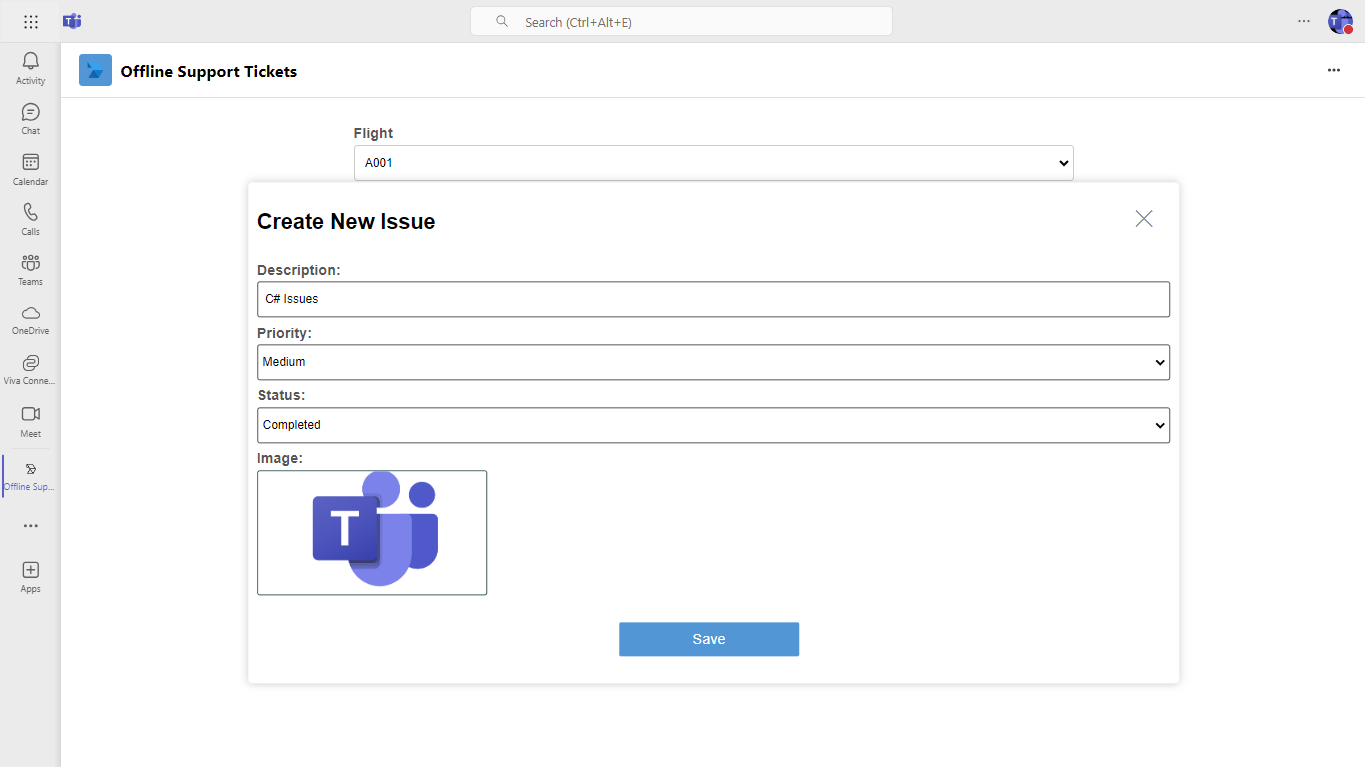 Search (Ctrl+Alt+E)
Activity
Chat
Calendar
Calls
Teams
OneDrive
Viva Conne...
Meet
Offline Sup...
Apps
Offline Support Tickets
Flight
A001
Create New Issue
Description:
C# Issues
Priority:
Medium
Status:
Completed
Image:
T
Save